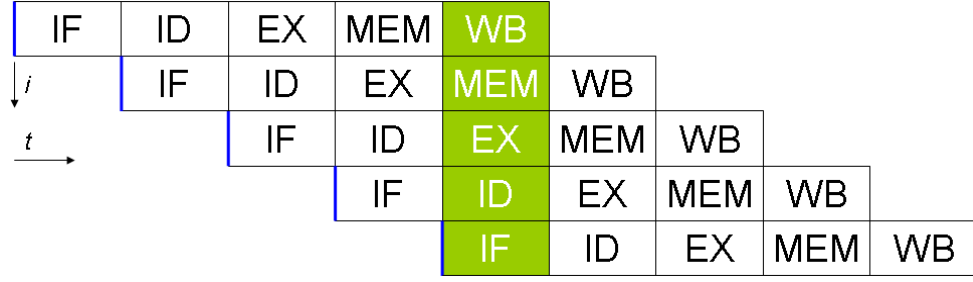 IF ID EX MEM WB
i IF ID EX MEM WB
t IF ID EX MEM WB
IF ID EX MEM WB
IF ID EX MEM WB